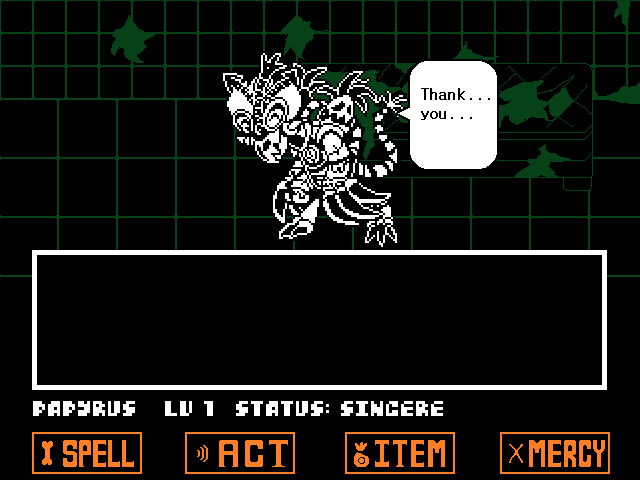 Thank...
you...
PAPYRUS LV 1 STATUS: SINCERE
SPELL ACT ITEM MERCY